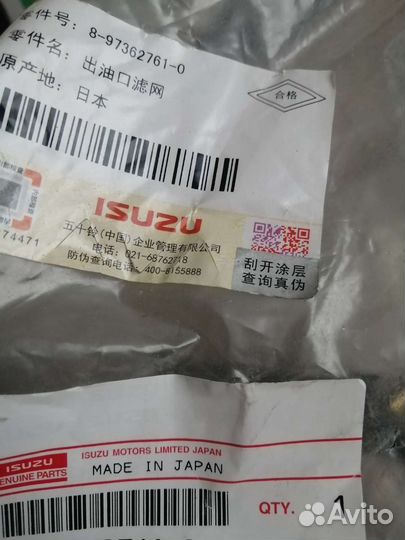 零件号: 8-97362761-0
零件名: 出油口滤网
原产地: 日本
合格
ISUZU
五十铃(中国)企业管理有限公司
电话:021-68762718
防伪查询电话:400-8155888
74471
刮开涂层
查询真伪
ISUZU
GENUINE PARTS
ISUZU MOTORS LIMITED JAPAN
MADE IN JAPAN
QTY. 1
Avito